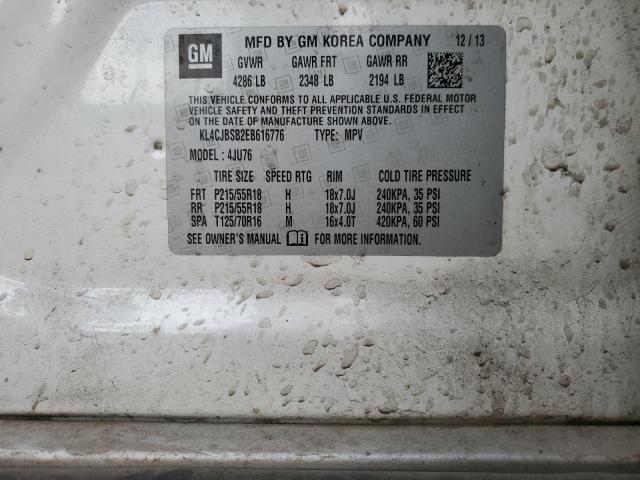 GM MFD BY GM KOREA COMPANY 12/13
GVWR GAWR FRT GAWR RR
4286 LB 2348 LB 2194 LB
THIS VEHICLE CONFORMS TO ALL APPLICABLE U.S. FEDERAL MOTOR
VEHICLE SAFETY AND THEFT PREVENTION STANDARDS IN EFFECT ON
THE DATE OF MANUFACTURE SHOWN ABOVE.
KL4CJBSB2EB616776 TYPE: MPV
MODEL: 4JU76
TIRE SIZE SPEED RTG RIM COLD TIRE PRESSURE
FRT P215/55R18 H 18x7.0J 240KPA, 35 PSI
RR P215/55R18 H 18x7.0J 240KPA, 35 PSI
SPA T125/70R16 M 16x4.0T 420KPA, 60 PSI
SEE OWNER'S MANUAL FOR MORE INFORMATION.